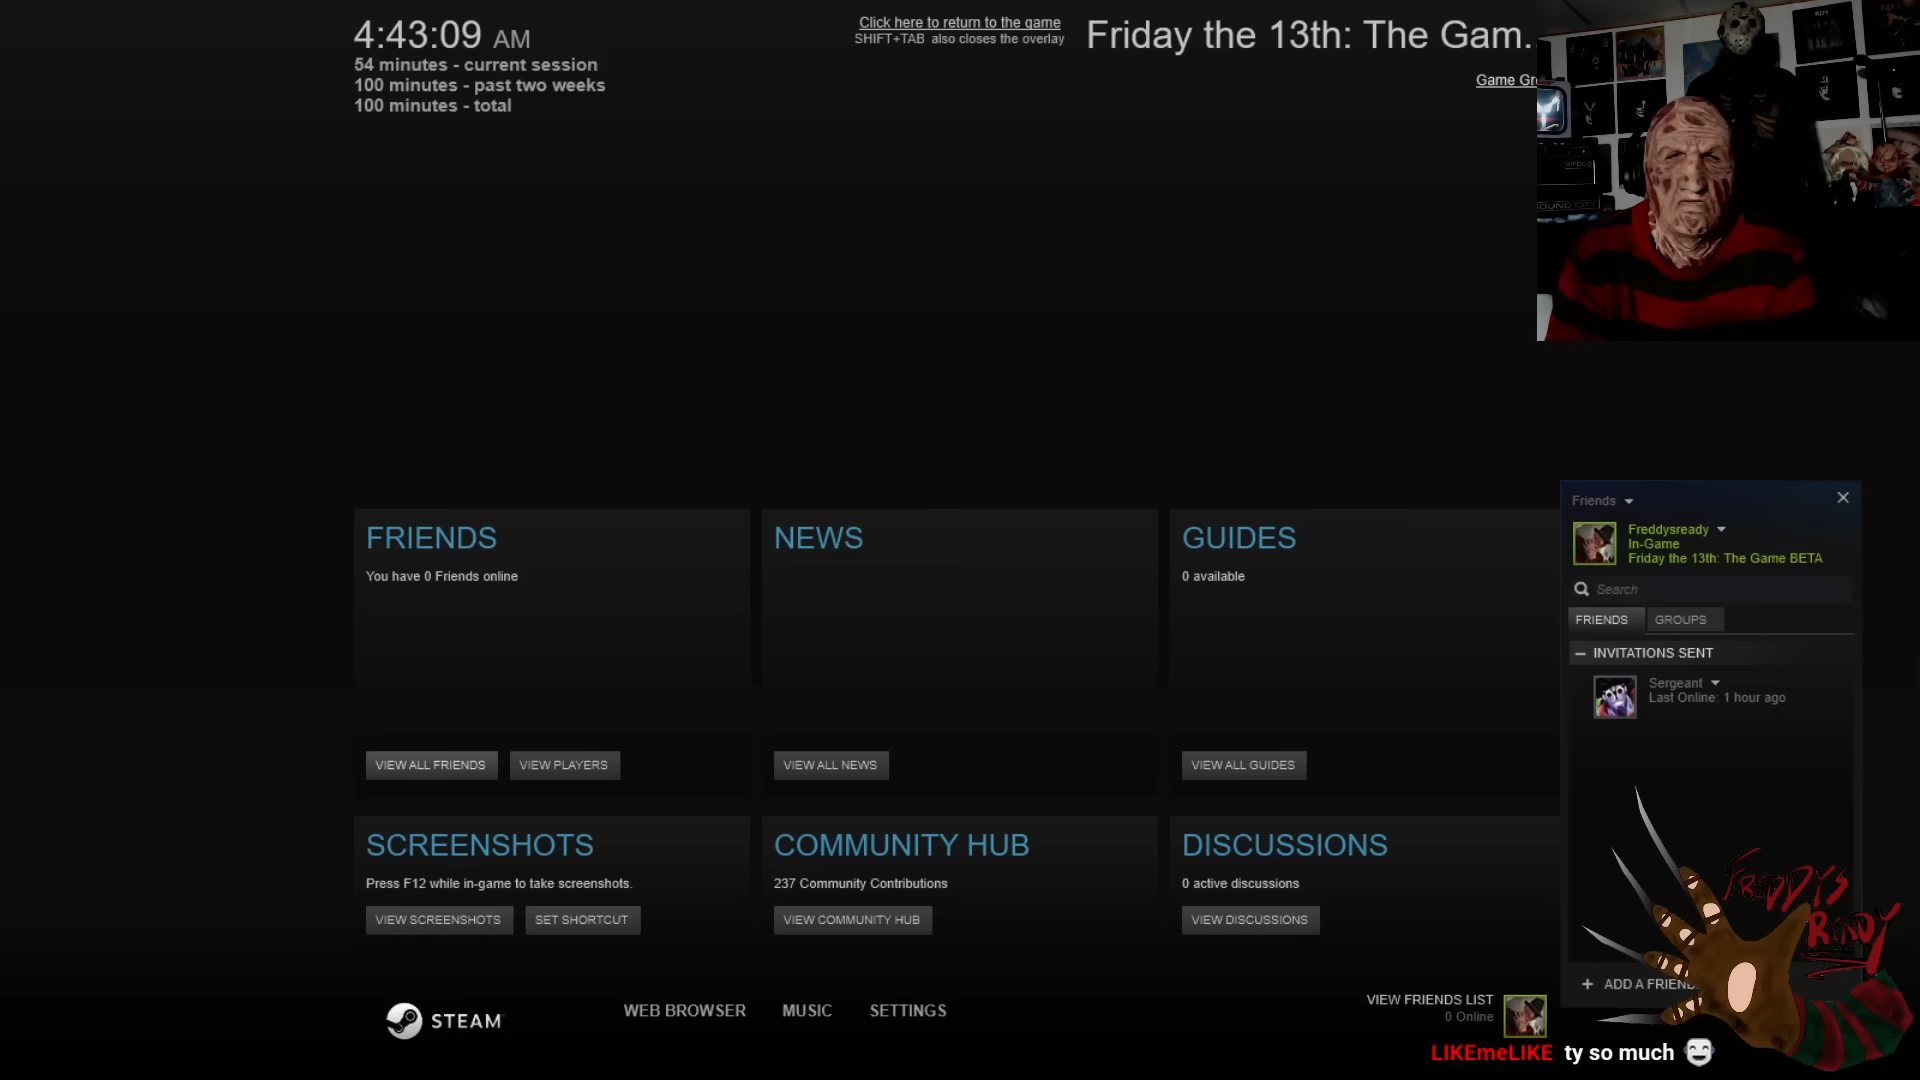 4:43:09 AM
54 minutes - current session
100 minutes - past two weeks
100 minutes - total
Click here to return to the game
SHIFT+TAB also closes the overlay
Friday the 13th: The Gam...
Game Gr
SOUND CITY
FRIENDS
You have 0 Friends online
VIEW ALL FRIENDS
VIEW PLAYERS
NEWS
VIEW ALL NEWS
GUIDES
0 available
VIEW ALL GUIDES
SCREENSHOTS
Press F12 while in-game to take screenshots.
VIEW SCREENSHOTS
SET SHORTCUT
COMMUNITY HUB
237 Community Contributions
VIEW COMMUNITY HUB
DISCUSSIONS
0 active discussions
VIEW DISCUSSIONS
Friends
Freddysready
In-Game
Friday the 13th: The Game BETA
Search
FRIENDS
GROUPS
INVITATIONS SENT
Sergeant
Last Online: 1 hour ago
+ ADD A FRIEND
FREDDYS
READY
STEAM
WEB BROWSER
MUSIC
SETTINGS
VIEW FRIENDS LIST
0 Online
LIKEmeLIKE ty so much